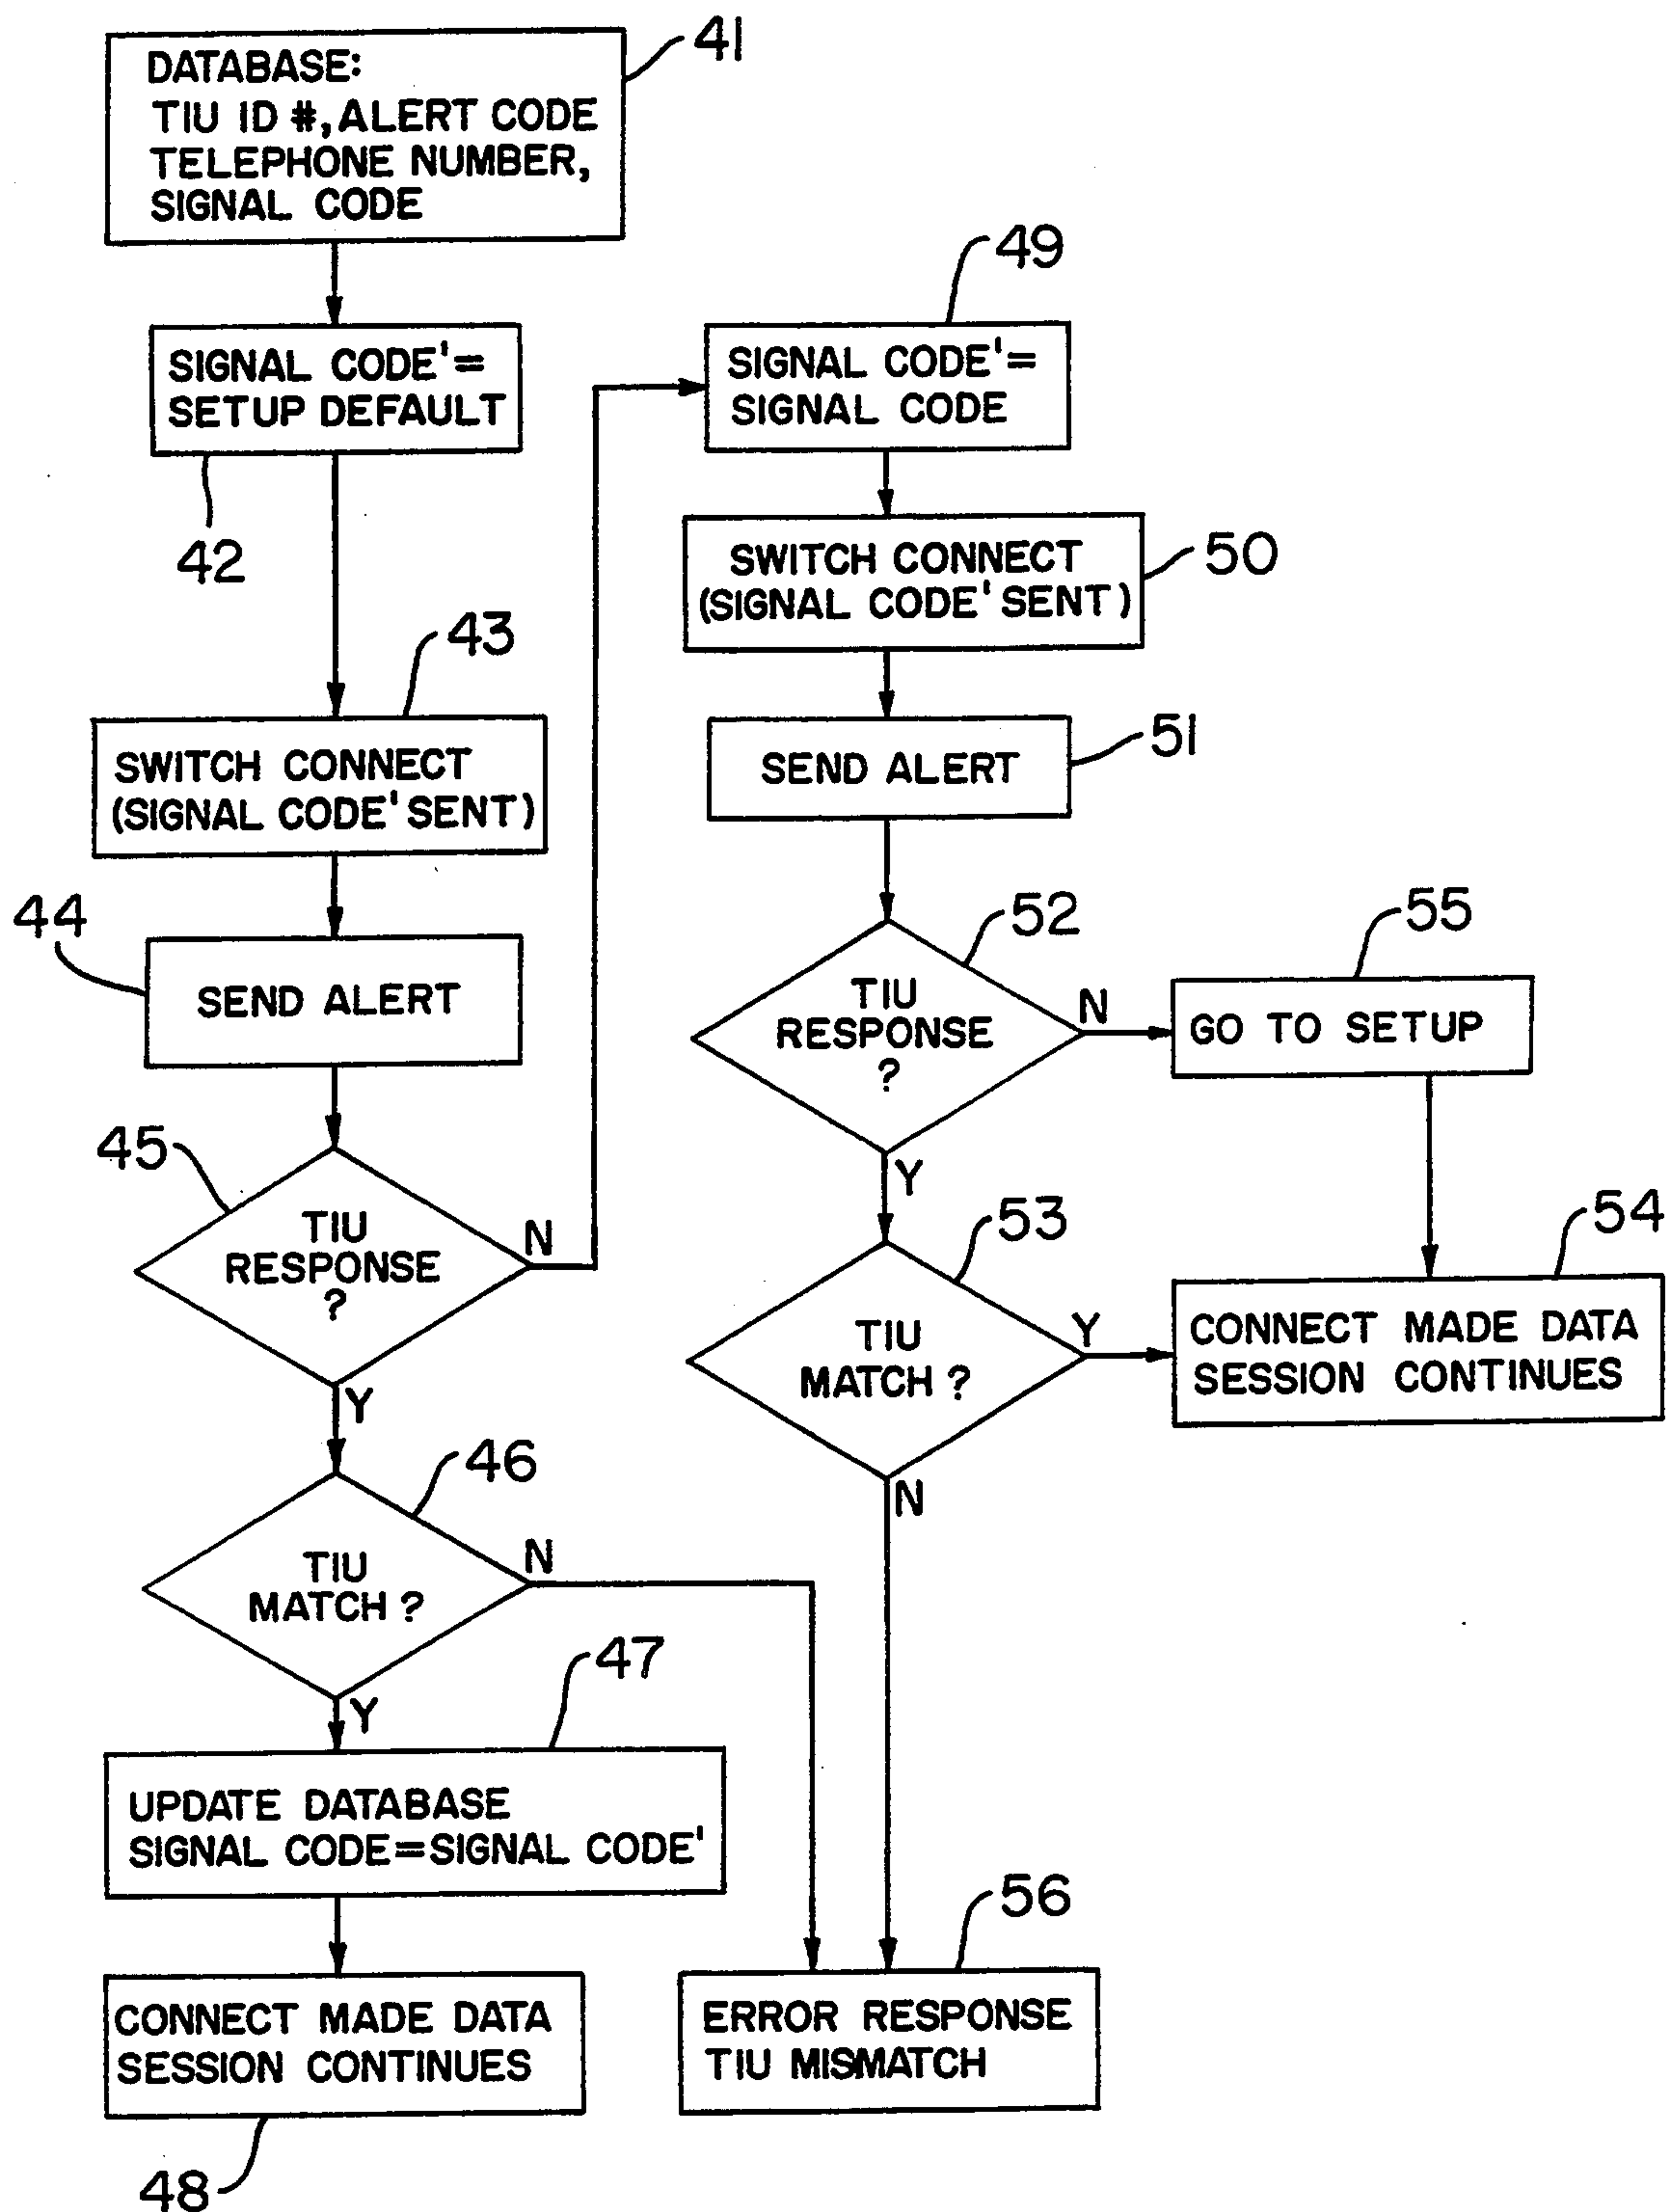 41
DATABASE:
TIU ID #, ALERT CODE
TELEPHONE NUMBER,
SIGNAL CODE
SIGNAL CODE'=
SETUP DEFAULT
42
43
SWITCH CONNECT
(SIGNAL CODE' SENT)
44
SEND ALERT
45
TIU
RESPONSE
?
N
Y
46
TIU
MATCH ?
N
Y
47
UPDATE DATABASE
SIGNAL CODE=SIGNAL CODE'
CONNECT MADE DATA
SESSION CONTINUES
48
49
SIGNAL CODE'=
SIGNAL CODE
50
SWITCH CONNECT
(SIGNAL CODE' SENT)
51
SEND ALERT
52
TIU
RESPONSE
?
N
Y
55
GO TO SETUP
53
TIU
MATCH ?
Y
N
54
CONNECT MADE DATA
SESSION CONTINUES
56
ERROR RESPONSE
TIU MISMATCH